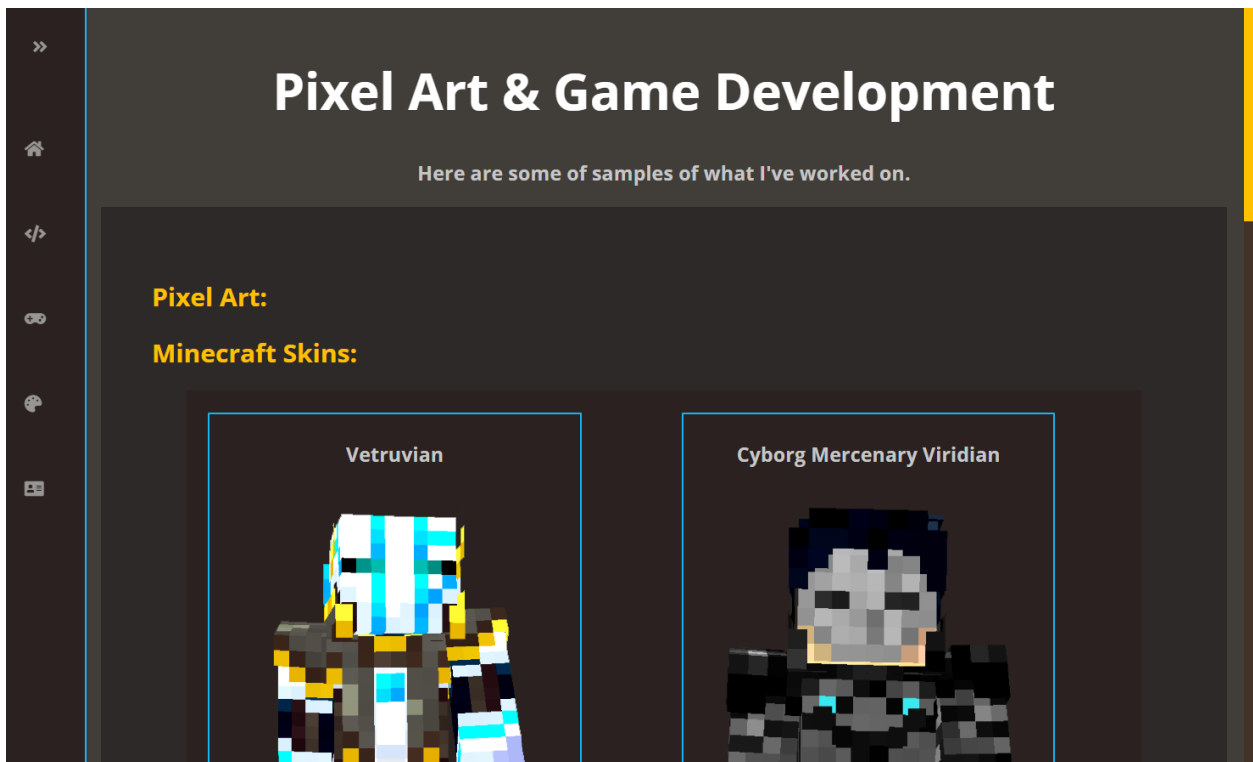 Pixel Art & Game Development
Here are some of samples of what I've worked on.
Pixel Art:
Minecraft Skins:
Vetruvian
Cyborg Mercenary Viridian